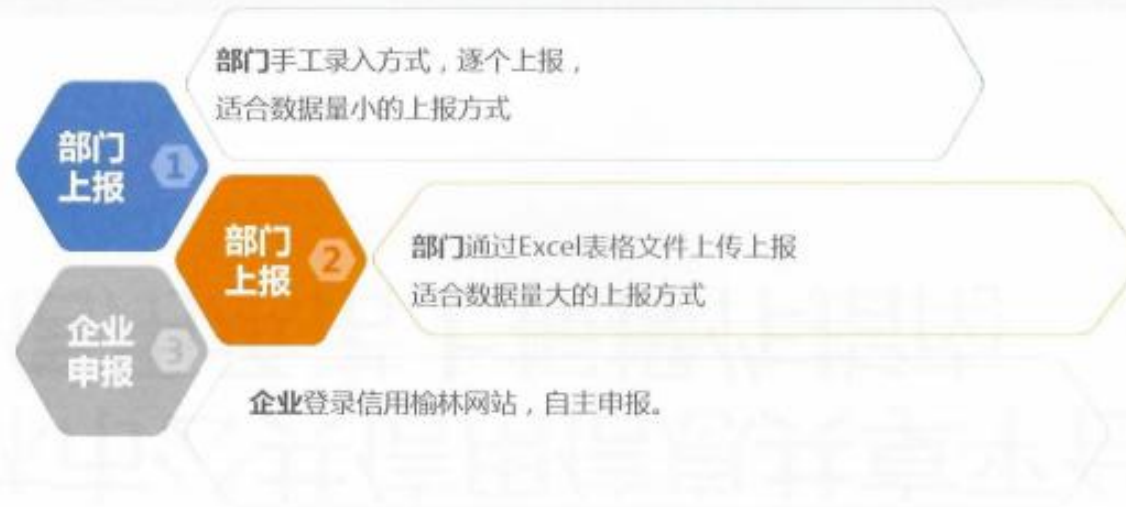 部门手工录入方式，逐个上报，
适合数据量小的上报方式
部门
上报
1
部门
上报
2
部门通过Excel表格文件上传上报
适合数据量大的上报方式
企业
申报
3
企业登录信用榆林网站，自主申报。